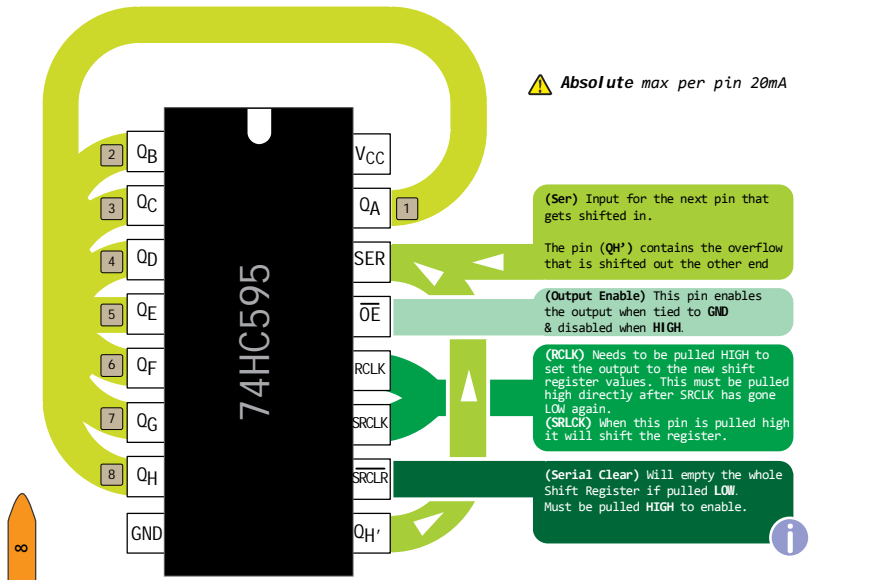 Absolute max per pin 20mA
2 QB
VCC
3 QC
QA 1
4 QD
SER
5 QE
OE
6 QF
RCLK
7 QG
SRCLK
8 QH
SRCLR
GND
QH'
74HC595
(Ser) Input for the next pin that
gets shifted in.
The pin (QH’) contains the overflow
that is shifted out the other end
(Output Enable) This pin enables
the output when tied to GND
& disabled when HIGH.
(RCLK) Needs to be pulled HIGH to
set the output to the new shift
register values. This must be pulled
high directly after SRCLK has gone
LOW again.
(SRLCK) When this pin is pulled high
it will shift the register.
(Serial Clear) Will empty the whole
Shift Register if pulled LOW.
Must be pulled HIGH to enable.
i
8